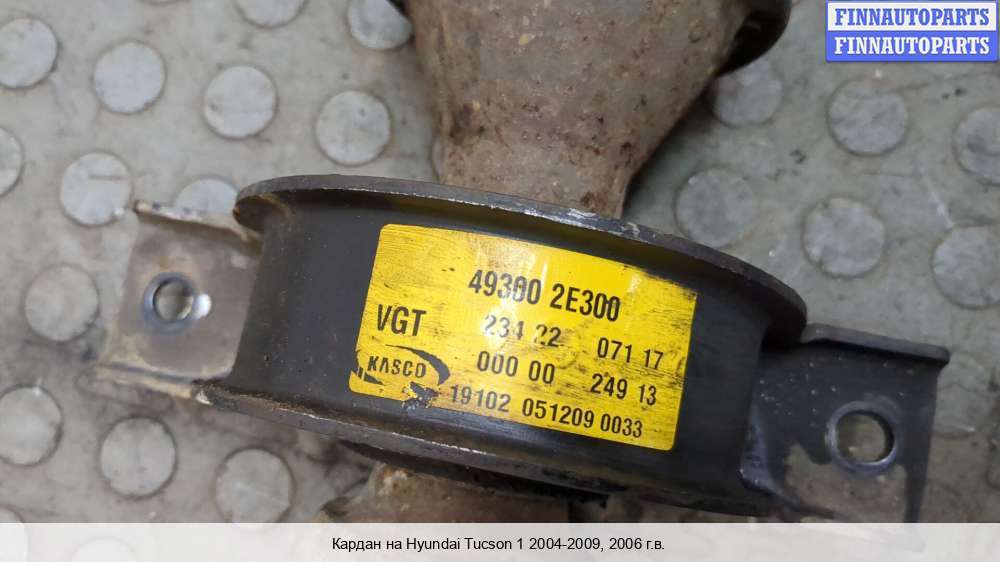 FINNAUTOPARTS
FINNAUTOPARTS
49300 2E300
VGT 234 22 071 17
KASCO 000 00 249 13
19102 051209 0033
Кардан на Hyundai Tucson 1 2004-2009, 2006 г.в.